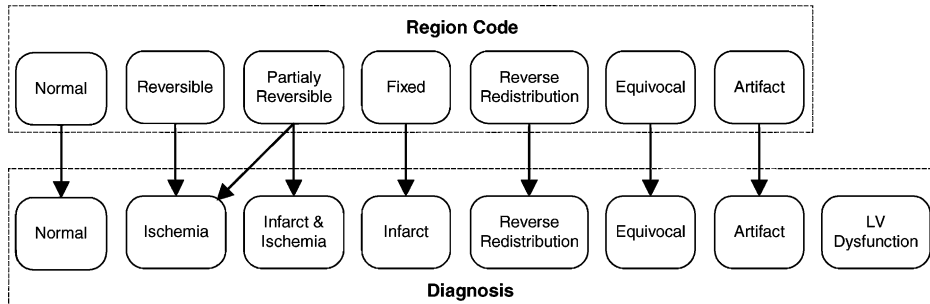 Region Code
Normal
Reversible
Partialy
Reversible
Fixed
Reverse
Redistribution
Equivocal
Artifact
Normal
Ischemia
Infarct &
Ischemia
Infarct
Reverse
Redistribution
Equivocal
Artifact
LV
Dysfunction
Diagnosis